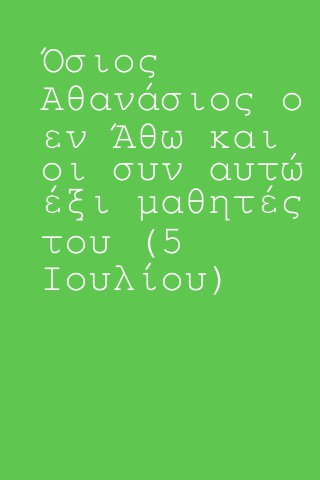 Όσιος
Αθανάσιος ο
εν Άθω και
οι συν αυτώ
έξι μαθητές
του (5
Ιουλίου)